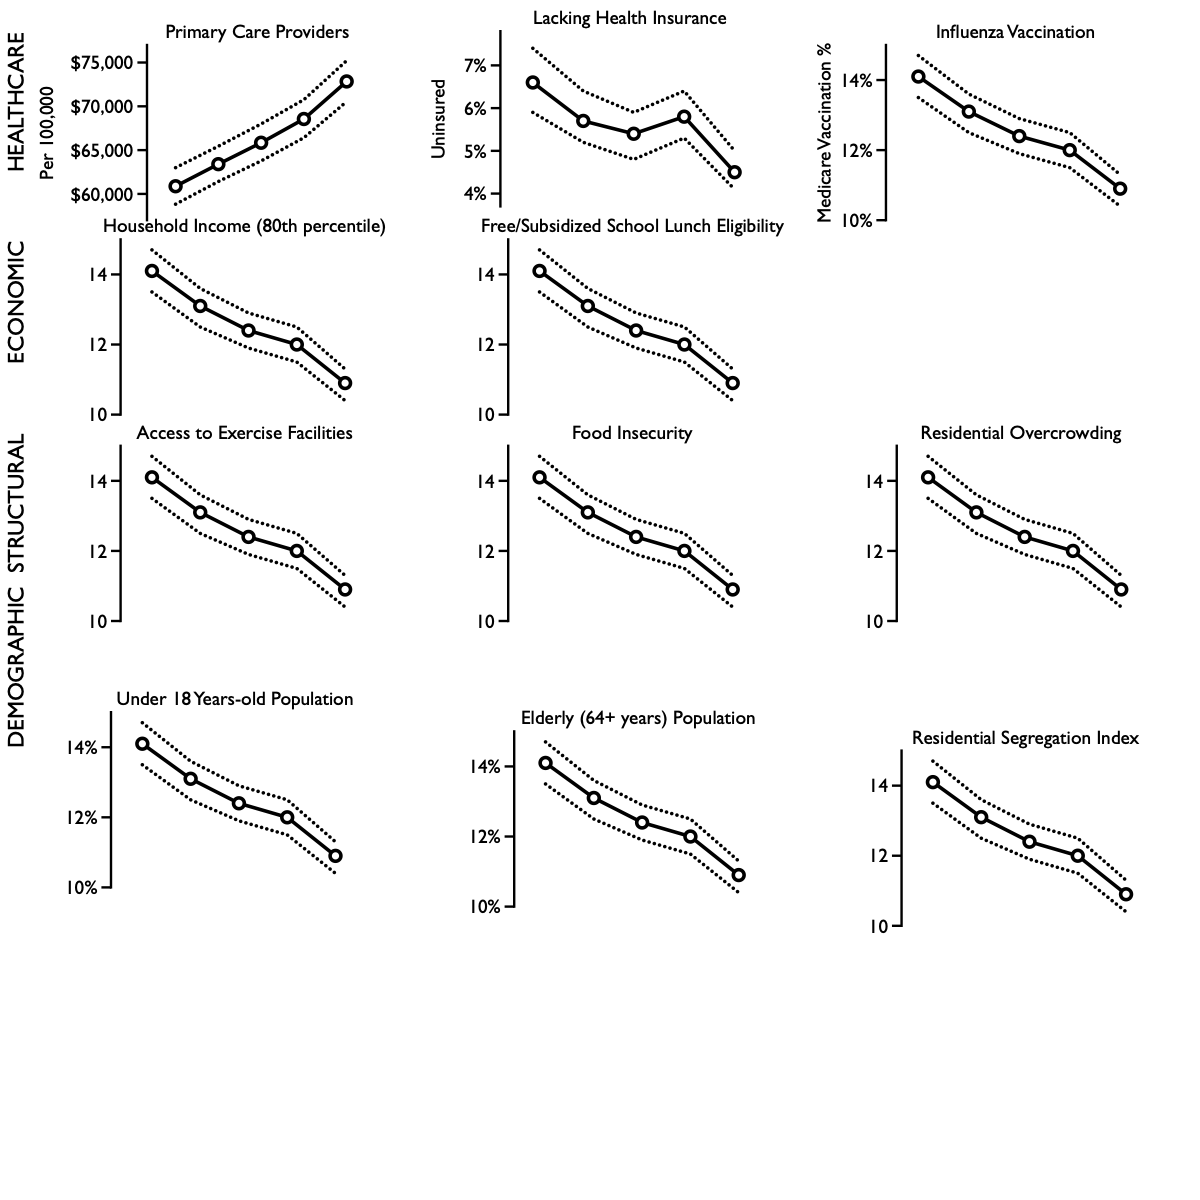 HEALTHCARE
Primary Care Providers
Per 100,000
$75,000
$70,000
$65,000
$60,000
Lacking Health Insurance
Uninsured
7%
6%
5%
4%
Influenza Vaccination
Medicare Vaccination %
14%
12%
10%
ECONOMIC
Household Income (80th percentile)
14
12
10
Free/Subsidized School Lunch Eligibility
14
12
10
STRUCTURAL
Access to Exercise Facilities
14
12
10
Food Insecurity
14
12
10
Residential Overcrowding
14
12
10
DEMOGRAPHIC
Under 18 Years-old Population
14%
12%
10%
Elderly (64+ years) Population
14%
12%
10%
Residential Segregation Index
14
12
10